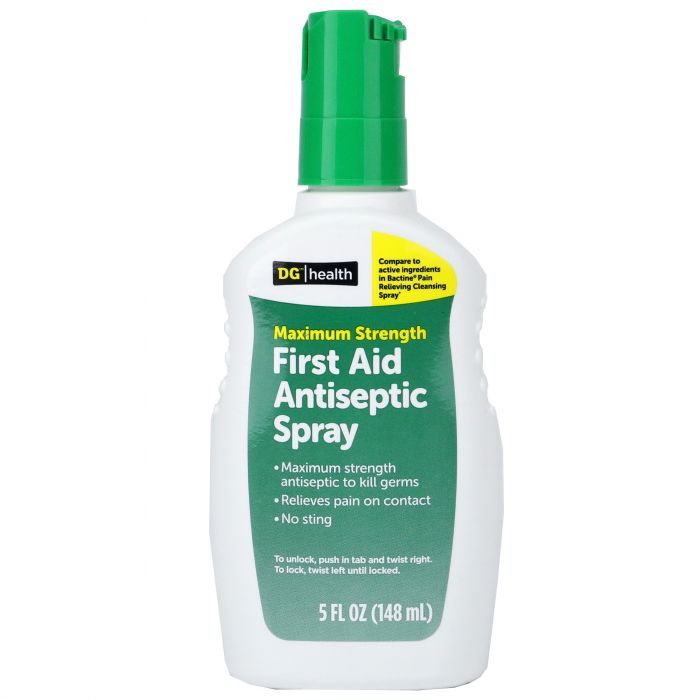 DG™|health
Compare to
active ingredients
in Bactine® Pain
Relieving Cleansing
Spray*
Maximum Strength
First Aid
Antiseptic
Spray
• Maximum strength
antiseptic to kill germs
• Relieves pain on contact
• No sting
To unlock, push in tab and twist right.
To lock, twist left until locked.
5 FL OZ (148 mL)